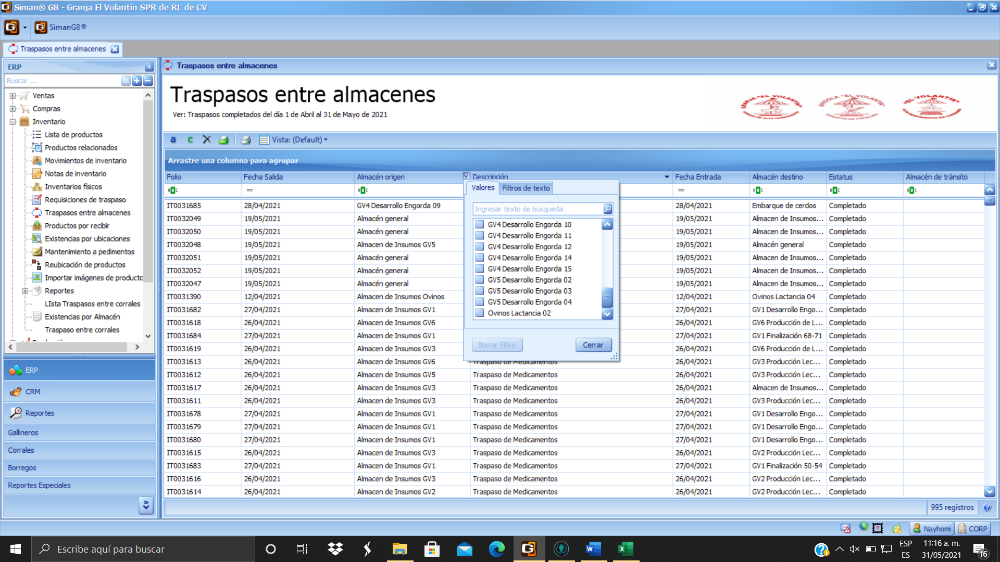 Siman® G8 - Granja El Volantín SPR de RL de CV
SimanG8®
Traspasos entre almacenes
ERP
Buscar ...
Ventas
Compras
Inventario
Lista de productos
Productos relacionados
Movimientos de inventario
Notas de inventario
Inventarios físicos
Requisiciones de traspaso
Traspasos entre almacenes
Productos por recibir
Existencias por ubicaciones
Mantenimiento a pedimentos
Reubicación de productos
Importar imágenes de producto
Reportes
LIsta Traspasos entre corrales
Existencias por Almacén
Traspaso entre corrales
ERP
CRM
Reportes
Gallineros
Corrales
Borregos
Reportes Especiales
Traspasos entre almacenes
Traspasos entre almacenes
Ver: Traspasos completados del día 1 de Abril al 31 de Mayo de 2021
GRANJA "EL VOLANTIN"
AVICOLA "EL VOLANTIN"
"EL VOLANTIN"
OVINOS
a c Vista: (Default)
Arrastre una columna para agrupar
Folio Fecha Salida Almacén origen Descripción Fecha Entrada Almacén destino Estatus Almacén de tránsito
IT0031685 28/04/2021 GV4 Desarrollo Engorda 09 28/04/2021 Embarque de cerdos Completado
IT0032049 19/05/2021 Almacén general 19/05/2021 Almacen de Insumos... Completado
IT0032050 19/05/2021 Almacén general 19/05/2021 Almacen de Insumos... Completado
IT0032048 19/05/2021 Almacen de Insumos GV5 19/05/2021 Almacén general Completado
IT0032051 19/05/2021 Almacén general 19/05/2021 Almacen de Insumos... Completado
IT0032052 19/05/2021 Almacén general 19/05/2021 Almacen de Insumos... Completado
IT0032047 19/05/2021 Almacén general 19/05/2021 Almacen de Insumos... Completado
IT0031390 12/04/2021 Almacen de Insumos Ovinos 12/04/2021 Ovinos Lactancia 04 Completado
IT0031682 27/04/2021 Almacen de Insumos GV1 27/04/2021 GV1 Desarrollo Engo... Completado
IT0031618 26/04/2021 Almacen de Insumos GV6 26/04/2021 GV6 Producción de L... Completado
IT0031684 27/04/2021 Almacen de Insumos GV1 27/04/2021 GV1 Finalización 68-71 Completado
IT0031619 26/04/2021 Almacen de Insumos GV3 26/04/2021 GV6 Producción de L... Completado
IT0031613 26/04/2021 Almacen de Insumos GV6 Traspaso de Medicamentos 26/04/2021 GV3 Producción Lec... Completado
IT0031612 26/04/2021 Almacen de Insumos GV5 Traspaso de Medicamentos 26/04/2021 GV3 Producción Lec... Completado
IT0031617 26/04/2021 Almacen de Insumos GV3 Traspaso de Medicamentos 26/04/2021 Almacen de Insumos... Completado
IT0031611 26/04/2021 Almacen de Insumos GV3 Traspaso de Medicamentos 26/04/2021 GV3 Producción Lec... Completado
IT0031678 27/04/2021 Almacen de Insumos GV1 Traspaso de Medicamentos 27/04/2021 GV1 Desarrollo Engo... Completado
IT0031679 27/04/2021 Almacen de Insumos GV1 Traspaso de Medicamentos 27/04/2021 GV1 Desarrollo Engo... Completado
IT0031680 27/04/2021 Almacen de Insumos GV1 Traspaso de Medicamentos 27/04/2021 GV1 Desarrollo Engo... Completado
IT0031615 26/04/2021 Almacen de Insumos GV3 Traspaso de Medicamentos 26/04/2021 GV2 Producción Lec... Completado
IT0031683 27/04/2021 Almacen de Insumos GV1 Traspaso de Medicamentos 27/04/2021 GV1 Finalización 50-54 Completado
IT0031616 26/04/2021 Almacen de Insumos GV3 Traspaso de Medicamentos 26/04/2021 GV2 Producción Lec... Completado
IT0031614 26/04/2021 Almacen de Insumos GV2 Traspaso de Medicamentos 26/04/2021 GV2 Producción Lec... Completado
Valores Filtros de texto
Ingresar texto de búsqueda...
GV4 Desarrollo Engorda 10
GV4 Desarrollo Engorda 11
GV4 Desarrollo Engorda 12
GV4 Desarrollo Engorda 14
GV4 Desarrollo Engorda 15
GV5 Desarrollo Engorda 02
GV5 Desarrollo Engorda 03
GV5 Desarrollo Engorda 04
Ovinos Lactancia 02
Borrar Filtro Cerrar
995 registros
Nayhomi CORP
Escribe aquí para buscar
ESP
ES
11:16 a. m.
31/05/2021
16